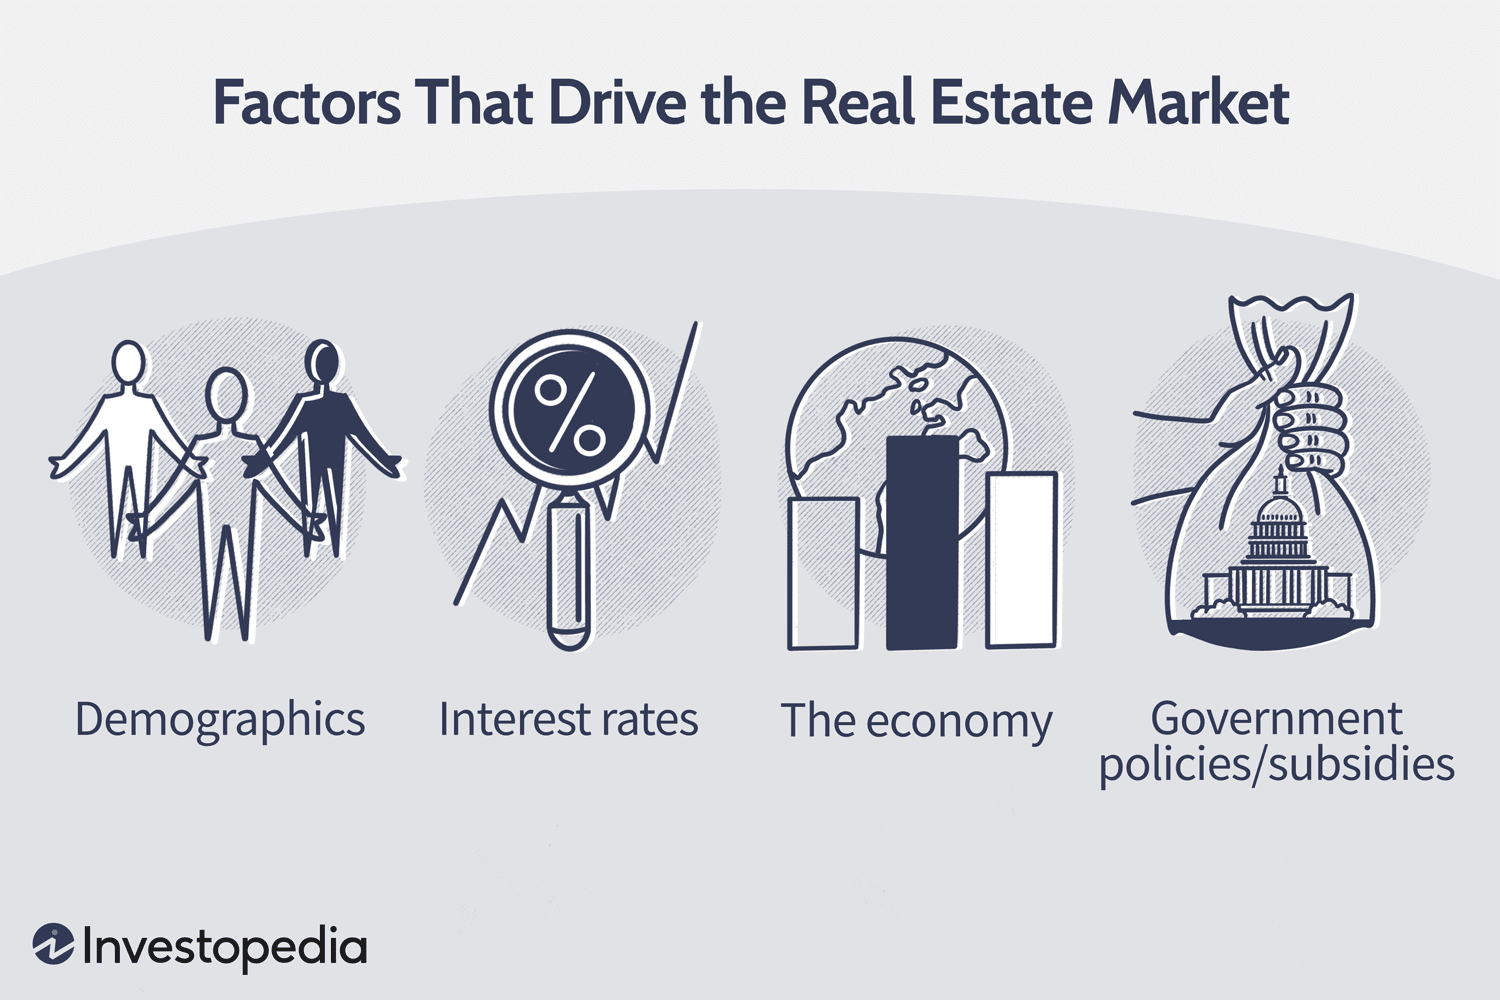 Factors That Drive the Real Estate Market
%
Demographics
Interest rates
The economy
Government
policies/subsidies
Investopedia